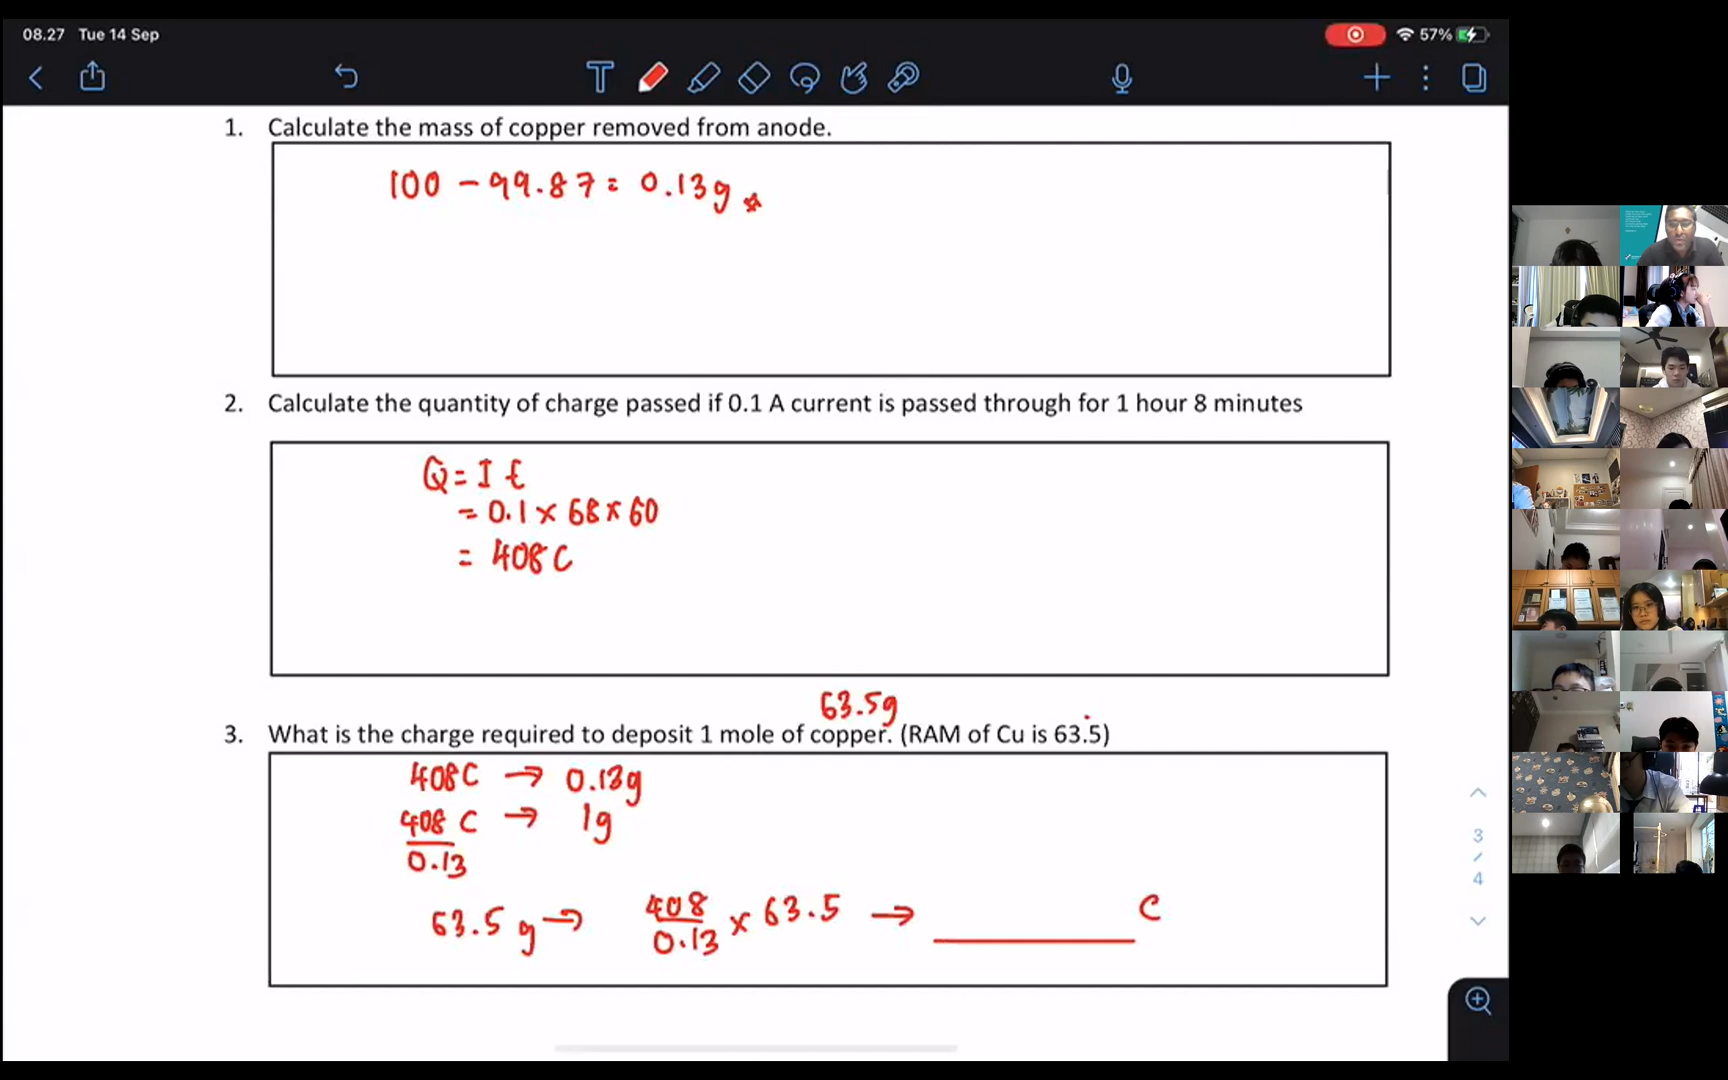 08.27 Tue 14 Sep
57%
1. Calculate the mass of copper removed from anode.
100 - 99.87 = 0.13g
2. Calculate the quantity of charge passed if 0.1 A current is passed through for 1 hour 8 minutes
Q = I t
= 0.1 × 68 × 60
= 408 C
63.5g
3. What is the charge required to deposit 1 mole of copper. (RAM of Cu is 63.5)
408C → 0.13g
408 C → 1g
0.13
63.5 g → 408 × 63.5 → C
0.13
3
/
4